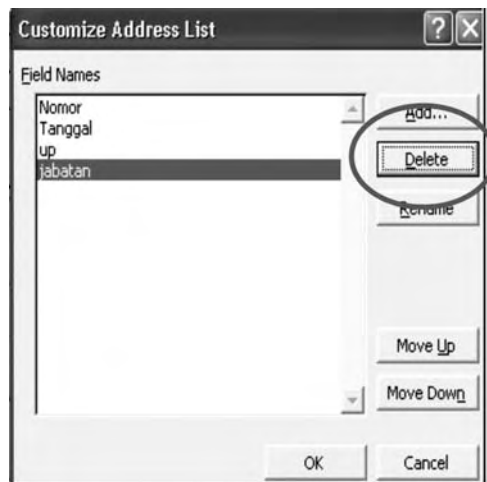 Customize Address List
Field Names
Nomor
Tanggal
up
jabatan
Add...
Delete
Rename
Move Up
Move Down
OK
Cancel